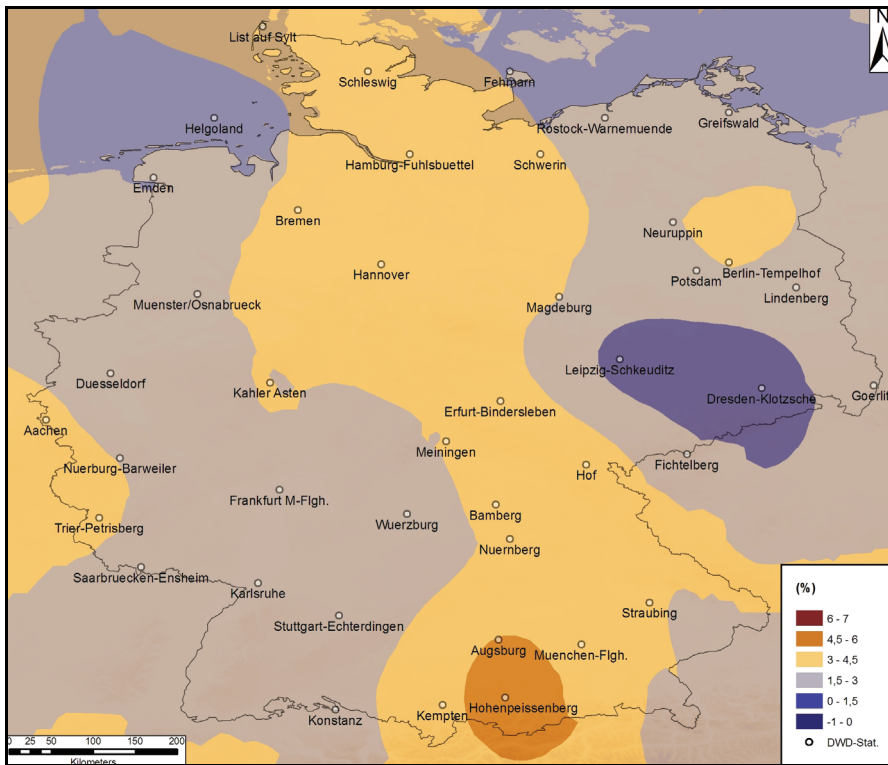 N
List auf Sylt
Schleswig
Fehmarn
Helgoland
Rostock-Warnemuende
Greifswald
Hamburg-Fuhlsbuettel
Schwerin
Emden
Bremen
Neuruppin
Hannover
Potsdam
Berlin-Tempelhof
Lindenberg
Muenster/Osnabrueck
Magdeburg
Duesseldorf
Leipzig-Schkeuditz
Kahler Asten
Dresden-Klotzsche
Goerlit
Erfurt-Bindersleben
Aachen
Meiningen
Nuerburg-Barweiler
Fichtelberg
Hof
Frankfurt M-Flgh.
Wuerzburg
Bamberg
Trier-Petrisberg
Nuernberg
Saarbruecken-Ensheim
Karlsruhe
Stuttgart-Echterdingen
Straubing
Augsburg
Muenchen-Flgh.
Hohenpeissenberg
Konstanz
Kempten
(%)
6 - 7
4,5 - 6
3 - 4,5
1,5 - 3
0 - 1,5
-1 - 0
DWD-Stat.
0 25 50 100 150 200
Kilometers